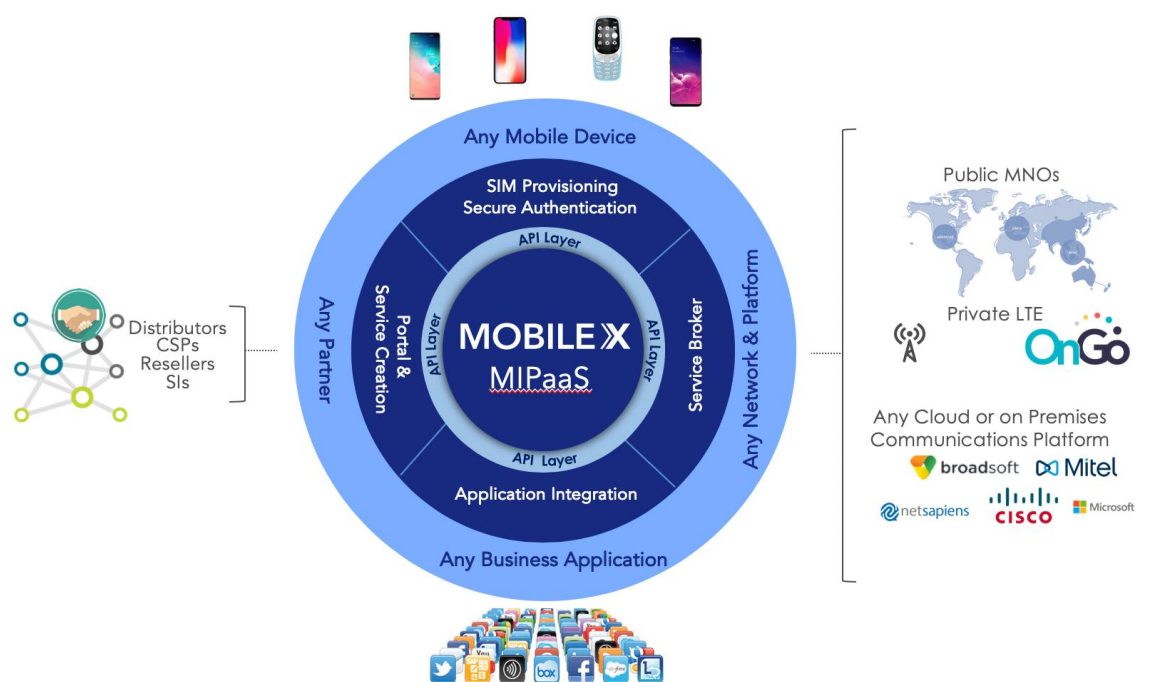 Any Mobile Device
SIM Provisioning
Secure Authentication
API Layer
Any Partner
Portal &
Service Creation
API Layer
MOBILE X
MIPaaS
API Layer
Service Broker
Any Network & Platform
API Layer
Application Integration
Any Business Application
Distributors
CSPs
Resellers
SIs
Public MNOs
Private LTE
OnGo
Any Cloud or on Premises
Communications Platform
broadsoft
Mitel
netsapiens
CISCO
Microsoft
box